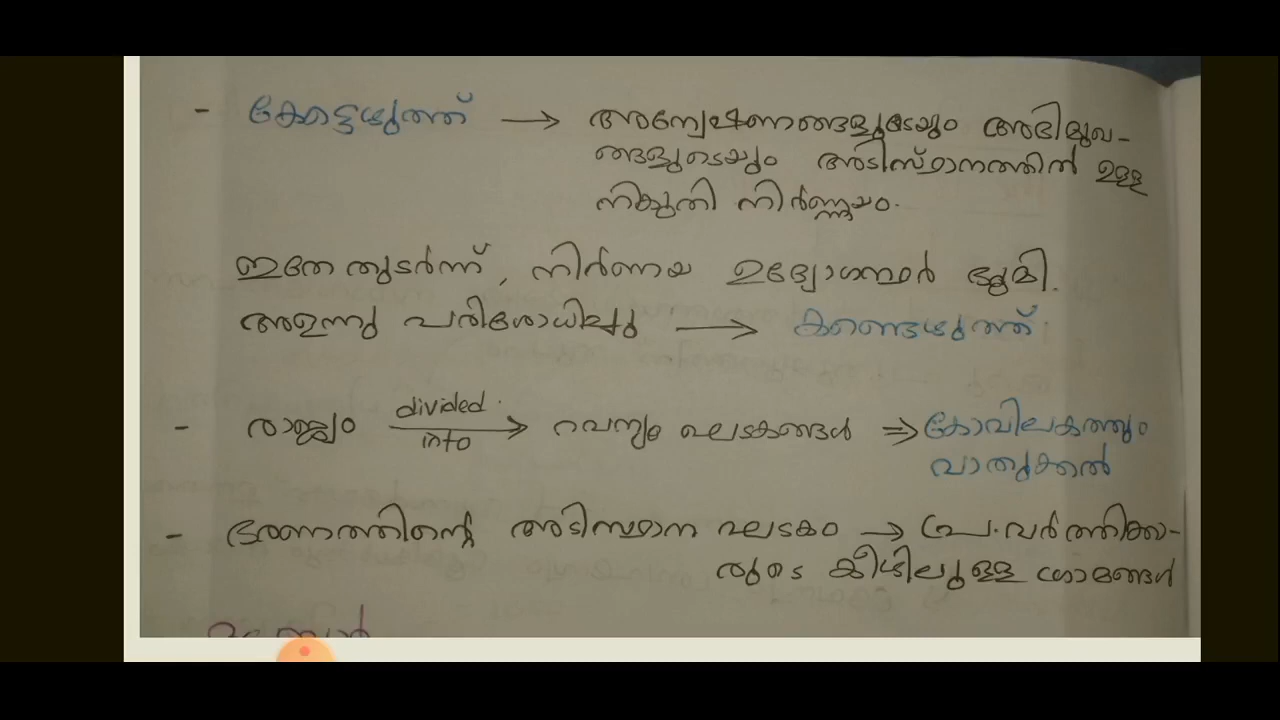 - കേട്ടെഴുത്ത് → അന്വേഷണങ്ങളുടേയും അഭിമുഖ-
ങ്ങളുടെയും അടിസ്ഥാനത്തിൽ ഉള്ള
നികുതി നിർണ്ണയം.
ഇതേ തുടർന്ന്, നിർണയ ഉദ്യോഗസ്ഥർ ഭൂമി
അളന്നു പരിശോധിച്ചു → കണ്ടെഴുത്ത്
- രാജ്യം divided into → റവന്യൂ ഘടകങ്ങൾ ⇒ കോവിലകത്തും
വാതുക്കൽ
- ഭരണത്തിന്റെ അടിസ്ഥാന ഘടകം → പ്രവർത്തിക്കാ-
രുടെ കീഴിലുള്ള ഗ്രാമങ്ങൾ